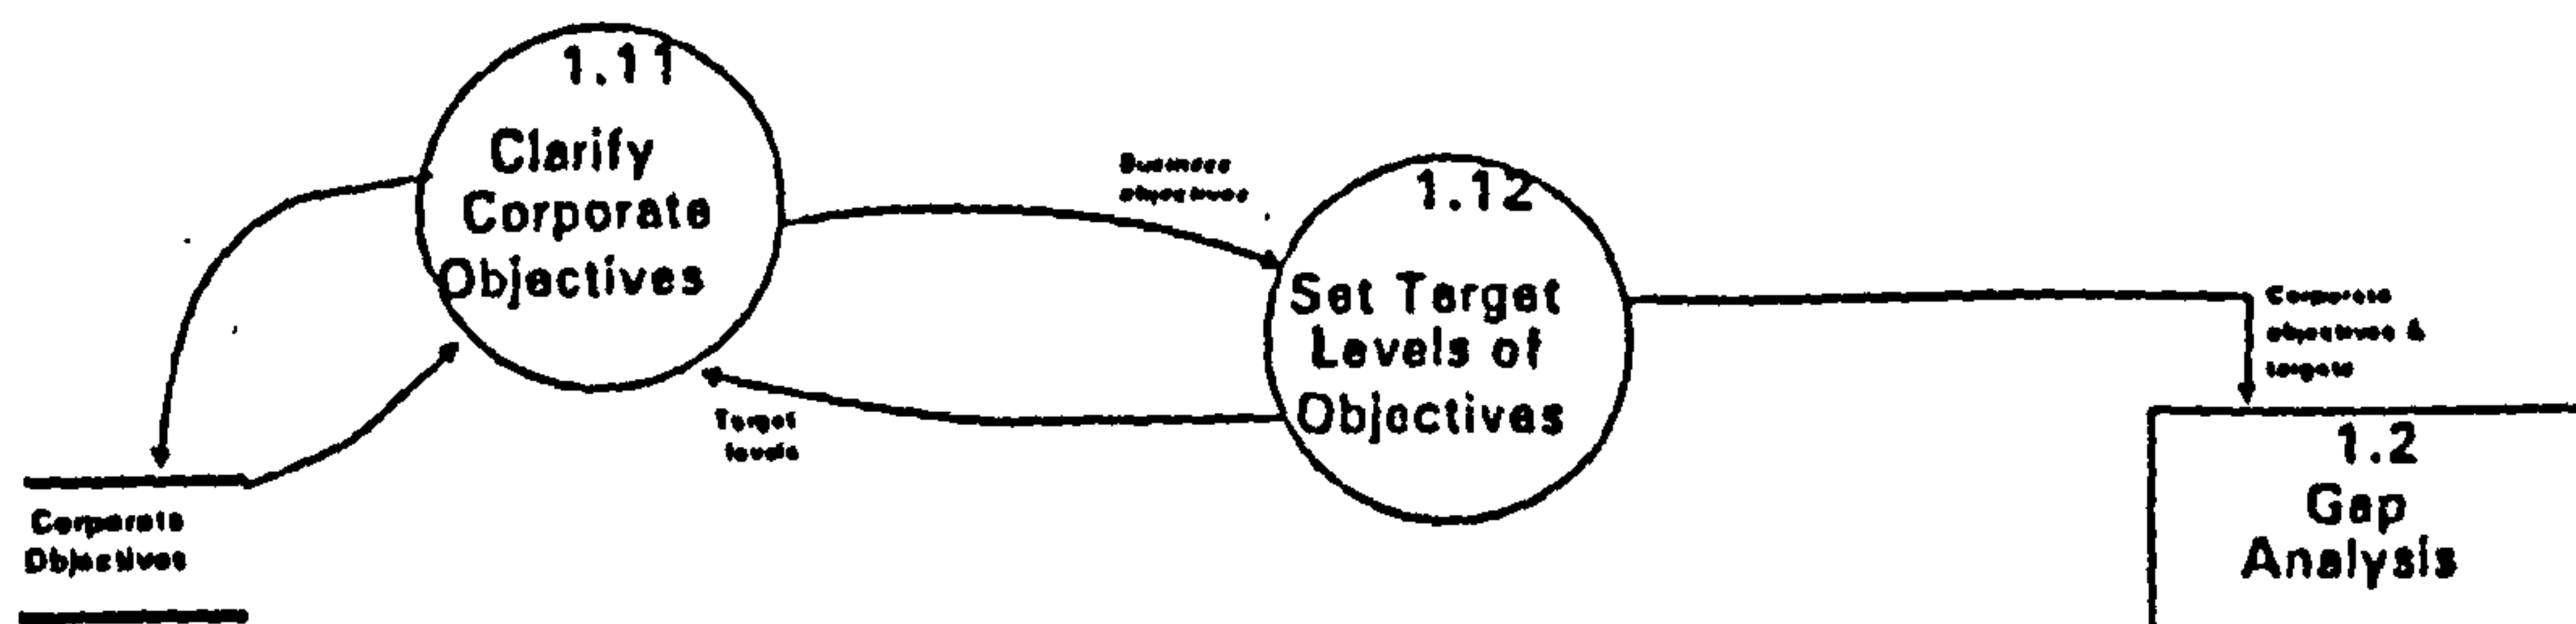 1.11
Clarify
Corporate
Objectives
Business
objectives
1.12
Set Target
Levels of
Objectives
Target
levels
Corporate
objectives &
targets
Corporate
Objectives
1.2
Gap
Analysis